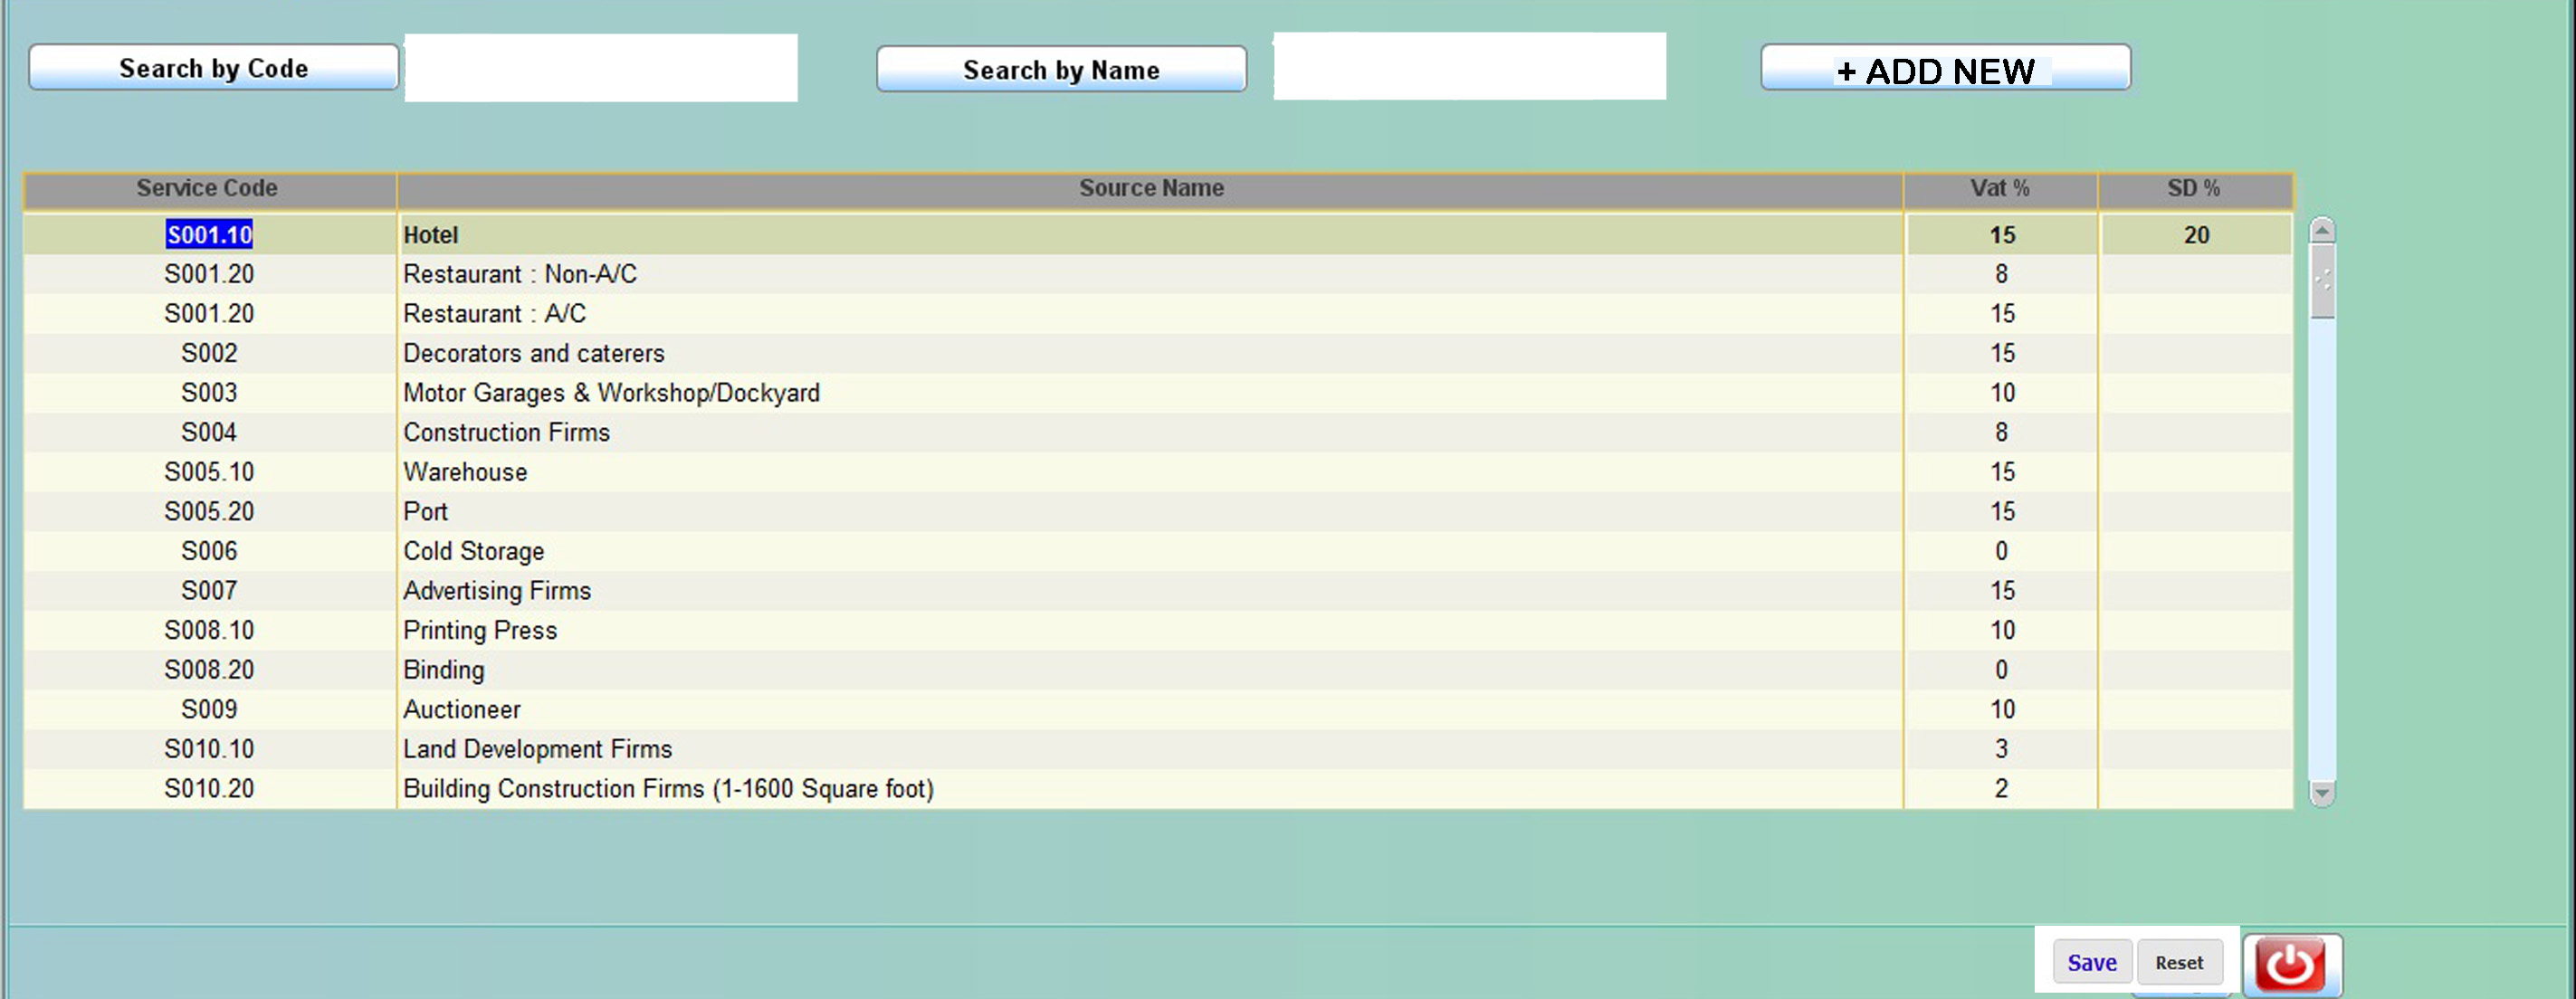 Search by Code Search by Name + ADD NEW
Service Code Source Name Vat % SD %
S001.10 Hotel 15 20
S001.20 Restaurant : Non-A/C 8
S001.20 Restaurant : A/C 15
S002 Decorators and caterers 15
S003 Motor Garages & Workshop/Dockyard 10
S004 Construction Firms 8
S005.10 Warehouse 15
S005.20 Port 15
S006 Cold Storage 0
S007 Advertising Firms 15
S008.10 Printing Press 10
S008.20 Binding 0
S009 Auctioneer 10
S010.10 Land Development Firms 3
S010.20 Building Construction Firms (1-1600 Square foot) 2
Save Reset